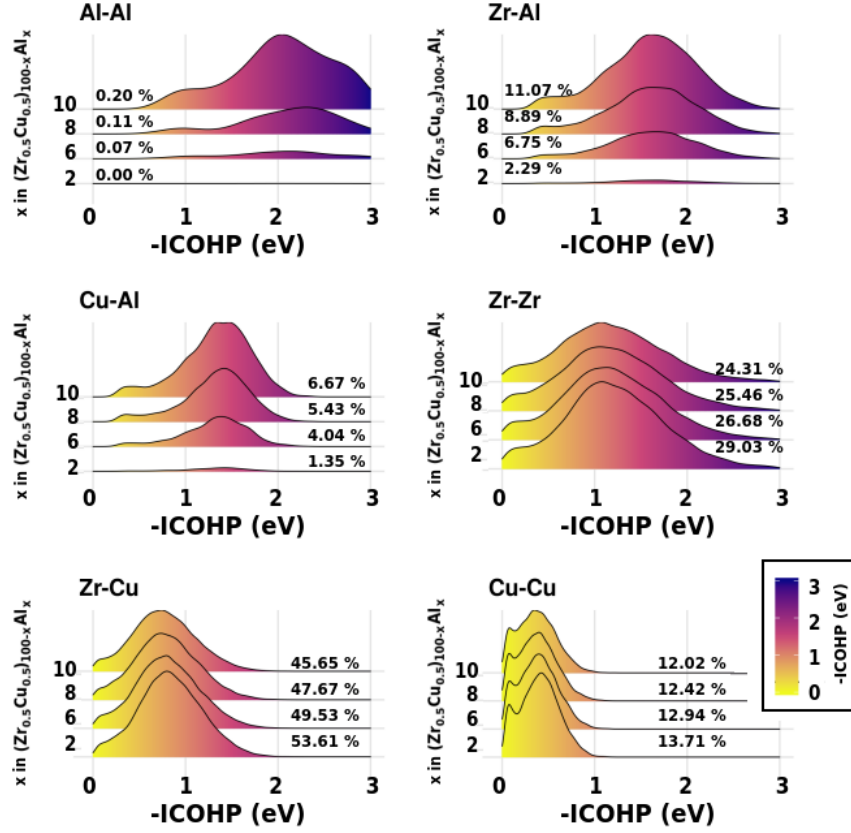 Al-Al
x in (Zr0.5Cu0.5)100-xAlx
10
8
6
2
0.20 %
0.11 %
0.07 %
0.00 %
0 1 2 3
-ICOHP (eV)
Zr-Al
x in (Zr0.5Cu0.5)100-xAlx
10
8
6
2
11.07 %
8.89 %
6.75 %
2.29 %
0 1 2 3
-ICOHP (eV)
Cu-Al
x in (Zr0.5Cu0.5)100-xAlx
10
8
6
2
6.67 %
5.43 %
4.04 %
1.35 %
0 1 2 3
-ICOHP (eV)
Zr-Zr
x in (Zr0.5Cu0.5)100-xAlx
10
8
6
2
24.31 %
25.46 %
26.68 %
29.03 %
0 1 2 3
-ICOHP (eV)
Zr-Cu
x in (Zr0.5Cu0.5)100-xAlx
10
8
6
2
45.65 %
47.67 %
49.53 %
53.61 %
0 1 2 3
-ICOHP (eV)
Cu-Cu
x in (Zr0.5Cu0.5)100-xAlx
10
8
6
2
12.02 %
12.42 %
12.94 %
13.71 %
0 1 2 3
-ICOHP (eV)
3
2
1
0
-ICOHP (eV)